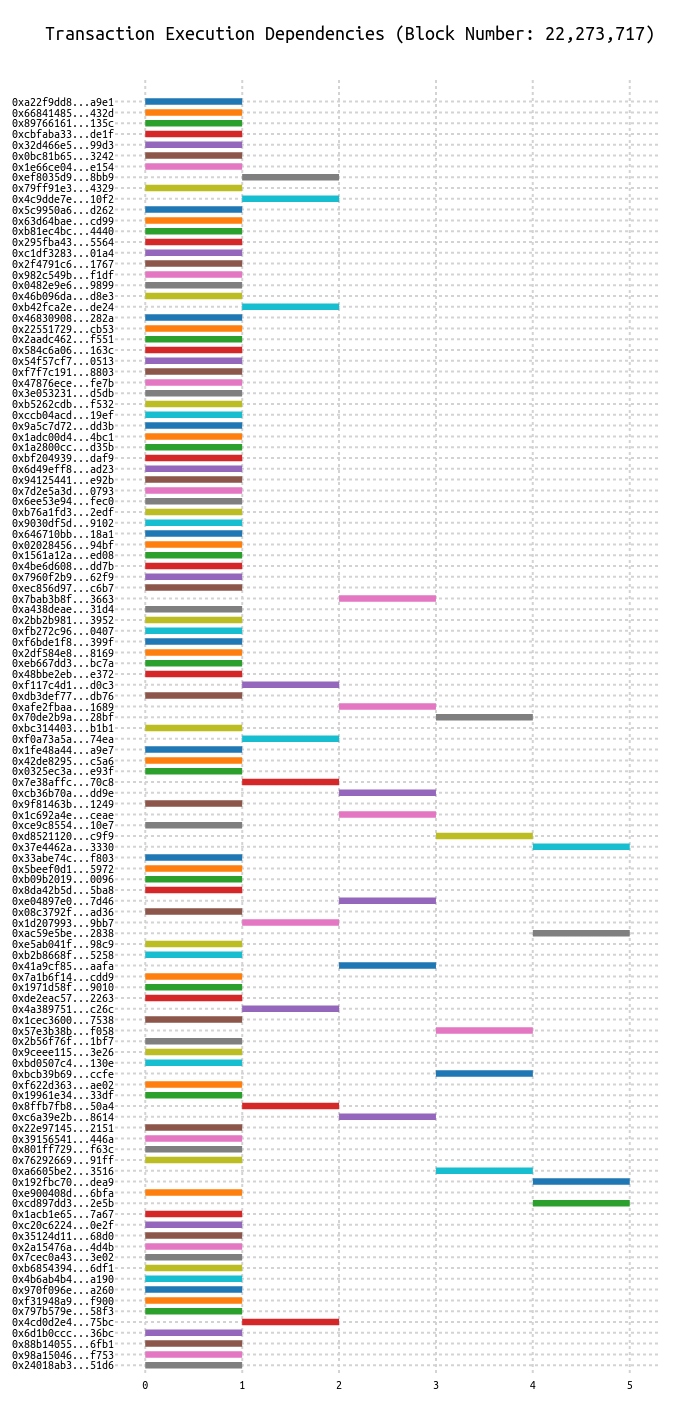 Transaction Execution Dependencies (Block Number: 22,273,717)
0xa22f9dd8...a9e1
0x66841485...432d
0x89766161...135c
0xcbfaba33...de1f
0x32d466e5...99d3
0x0bc81b65...3242
0x1e66ce04...e154
0xef8035d9...8bb9
0x79ff91e3...4329
0x4c9dde7e...10f2
0x5c9950a6...d262
0x63d64bae...cd99
0xb81ec4bc...4440
0x295fba43...5564
0xc1df3283...01a4
0x2f4791c6...1767
0x982c549b...f1df
0x0482e9e6...9899
0x46b096da...d8e3
0xb42fca2e...de24
0x46830908...282a
0x22551729...cb53
0x2aadc462...f551
0x584c6a06...163c
0x54f57cf7...0513
0xf7f7c191...8803
0x47876ece...fe7b
0x3e053231...d5db
0xb5262cdb...f532
0xccb04acd...19ef
0x9a5c7d72...dd3b
0x1adc00d4...4bc1
0x1a2800cc...d35b
0xbf204939...daf9
0x6d49eff8...ad23
0x94125441...e92b
0x7d2e5a3d...0793
0x6ee53e94...fec0
0xb76a1fd3...2edf
0x9030df5d...9102
0x646710bb...18a1
0x02028456...94bf
0x1561a12a...ed08
0x4be6d608...dd7b
0x7960f2b9...62f9
0xec856d97...c6b7
0x7bab3b8f...3663
0xa438deae...31d4
0x2bb2b981...3952
0xfb272c96...0407
0xf6bde1f8...399f
0x2df584e8...8169
0xeb667dd3...bc7a
0x48bbe2eb...e372
0xf117c4d1...d0c3
0xdb3def77...db76
0xafe2fbaa...1689
0x70de2b9a...28bf
0xbc314403...b1b1
0xf0a73a5a...74ea
0x1fe48a44...a9e7
0x42de8295...c5a6
0x0325ec3a...e93f
0x7e38affc...70c8
0xcb36b70a...dd9e
0x9f81463b...1249
0x1c692a4e...ceae
0xce9c8554...10e7
0xd8521120...c9f9
0x37e4462a...3330
0x33abe74c...f803
0x5beef0d1...5972
0xb09b2019...0096
0x8da42b5d...5ba8
0xe04897e0...7d46
0x08c3792f...ad36
0x1d207993...9bb7
0xac59e5be...2838
0xe5ab041f...98c9
0xb2b8668f...5258
0x41a9cf85...aafa
0x7a1b6f14...cdd9
0x1971d58f...9010
0xde2eac57...2263
0x4a389751...c26c
0x1cec3600...7538
0x57e3b38b...f058
0x2b56f76f...1bf7
0x9ceee115...3e26
0xbd0507c4...130e
0xbcb39b69...ccfe
0xf622d363...ae02
0x19961e34...33df
0x8ffb7fb8...50a4
0xc6a39e2b...8614
0x22e97145...2151
0x39156541...446a
0x801ff729...f63c
0x76292669...91ff
0xa6605be2...3516
0x192fbc70...dea9
0xe900408d...6bfa
0xcd897dd3...2e5b
0x1acb1e65...7a67
0xc20c6224...0e2f
0x35124d11...68d0
0x2a15476a...4d4b
0x7cec0a43...3e02
0xb6854394...6df1
0x4b6ab4b4...a190
0x970f096e...a260
0xf31948a9...f900
0x797b579e...58f3
0x4cd0d2e4...75bc
0x6d1b0ccc...36bc
0x88b14055...6fb1
0x98a15046...f753
0x24018ab3...51d6
0 1 2 3 4 5